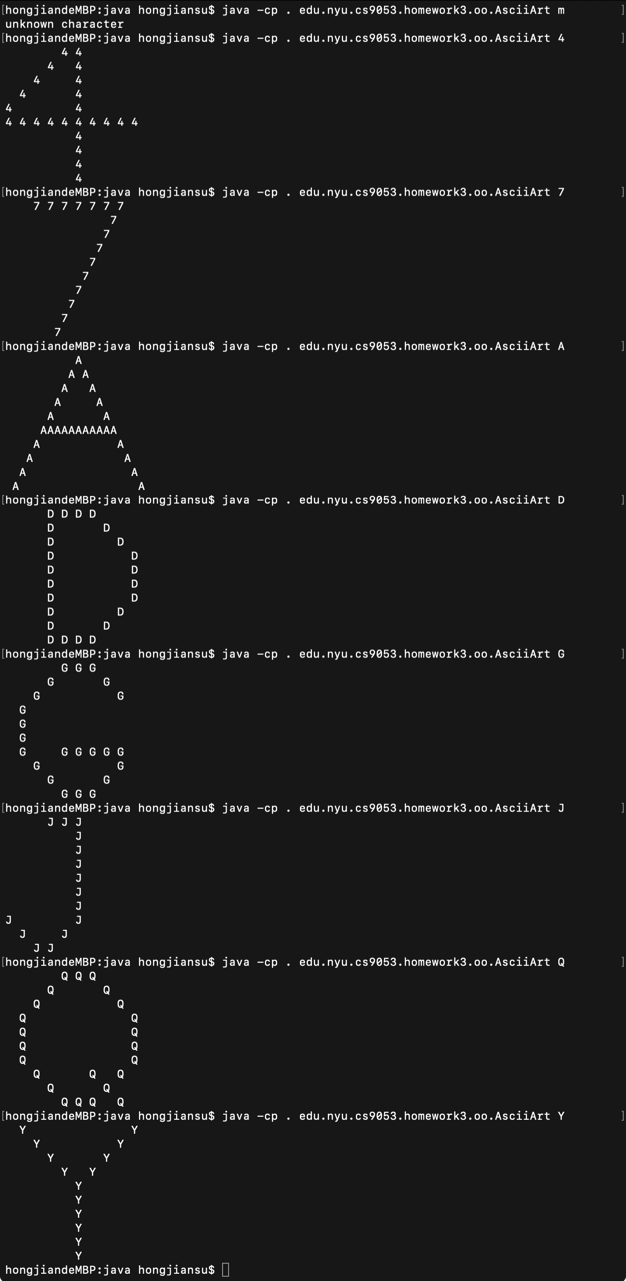 [hongjiandeMBP:java hongjiansu$ java -cp . edu.nyu.cs9053.homework3.oo.AsciiArt m ]
unknown character
[hongjiandeMBP:java hongjiansu$ java -cp . edu.nyu.cs9053.homework3.oo.AsciiArt 4 ]
        4 4
      4   4
    4     4
  4       4
4         4
4 4 4 4 4 4 4 4 4 4
          4
          4
          4
          4
[hongjiandeMBP:java hongjiansu$ java -cp . edu.nyu.cs9053.homework3.oo.AsciiArt 7 ]
    7 7 7 7 7 7 7
               7
              7
             7
            7
           7
          7
         7
        7
       7
[hongjiandeMBP:java hongjiansu$ java -cp . edu.nyu.cs9053.homework3.oo.AsciiArt A ]
          A
         A A
        A   A
       A     A
      A       A
     AAAAAAAAAAA
    A           A
   A             A
  A               A
 A                 A
[hongjiandeMBP:java hongjiansu$ java -cp . edu.nyu.cs9053.homework3.oo.AsciiArt D ]
      D D D D
      D       D
      D         D
      D           D
      D           D
      D           D
      D           D
      D         D
      D       D
      D D D D
[hongjiandeMBP:java hongjiansu$ java -cp . edu.nyu.cs9053.homework3.oo.AsciiArt G ]
        G G G
      G       G
    G           G
  G
  G
  G
  G     G G G G G
    G           G
      G       G
        G G G
[hongjiandeMBP:java hongjiansu$ java -cp . edu.nyu.cs9053.homework3.oo.AsciiArt J ]
      J J J
          J
          J
          J
          J
          J
          J
J         J
  J     J
    J J
[hongjiandeMBP:java hongjiansu$ java -cp . edu.nyu.cs9053.homework3.oo.AsciiArt Q ]
        Q Q Q
      Q       Q
    Q           Q
  Q               Q
  Q               Q
  Q               Q
  Q               Q
    Q       Q   Q
      Q       Q
        Q Q Q   Q
[hongjiandeMBP:java hongjiansu$ java -cp . edu.nyu.cs9053.homework3.oo.AsciiArt Y ]
  Y               Y
    Y           Y
      Y       Y
        Y   Y
          Y
          Y
          Y
          Y
          Y
          Y
hongjiandeMBP:java hongjiansu$